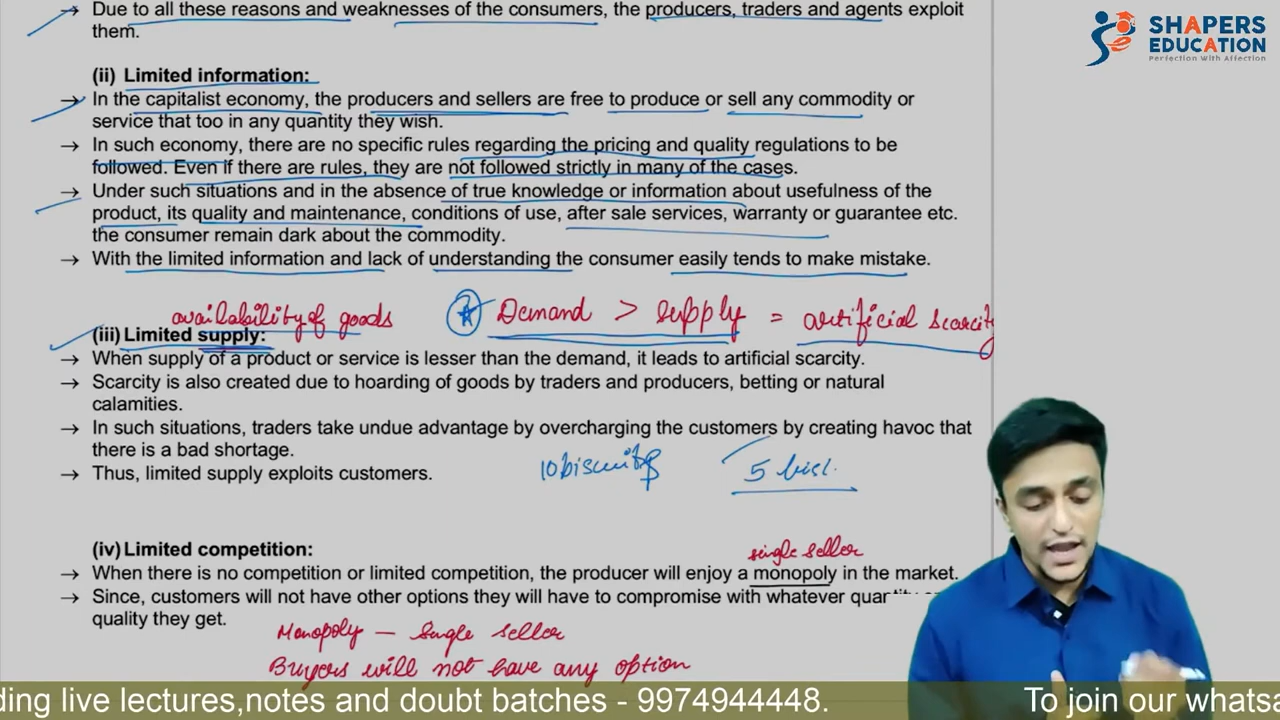 → Due to all these reasons and weaknesses of the consumers, the producers, traders and agents exploit
them.
SHAPERS
EDUCATION
Perfection With Affection
(ii) Limited information:
→ In the capitalist economy, the producers and sellers are free to produce or sell any commodity or
service that too in any quantity they wish.
→ In such economy, there are no specific rules regarding the pricing and quality regulations to be
followed. Even if there are rules, they are not followed strictly in many of the cases.
→ Under such situations and in the absence of true knowledge or information about usefulness of the
product, its quality and maintenance, conditions of use, after sale services, warranty or guarantee etc.
the consumer remain dark about the commodity.
→ With the limited information and lack of understanding the consumer easily tends to make mistake.
availability of goods
Demand > supply = artificial scarcity
(iii) Limited supply:
→ When supply of a product or service is lesser than the demand, it leads to artificial scarcity.
→ Scarcity is also created due to hoarding of goods by traders and producers, betting or natural
calamities.
→ In such situations, traders take undue advantage by overcharging the customers by creating havoc that
there is a bad shortage.
→ Thus, limited supply exploits customers.
10 biscuits 5 bisc.
(iv) Limited competition:
single seller
→ When there is no competition or limited competition, the producer will enjoy a monopoly in the market.
→ Since, customers will not have other options they will have to compromise with whatever
quality they get.
Monopoly — Single seller
Buyers will not have any option
ding live lectures,notes and doubt batches - 9974944448. To join our whatsa